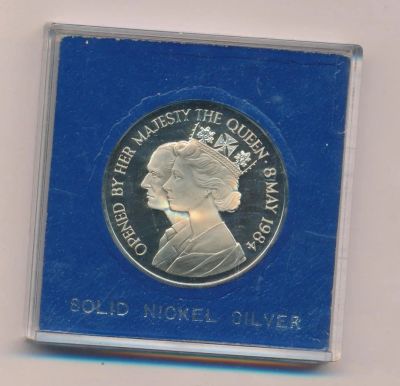 OPENED BY HER MAJESTY THE QUEEN · 8 MAY 1984
SOLID NICKEL SILVER